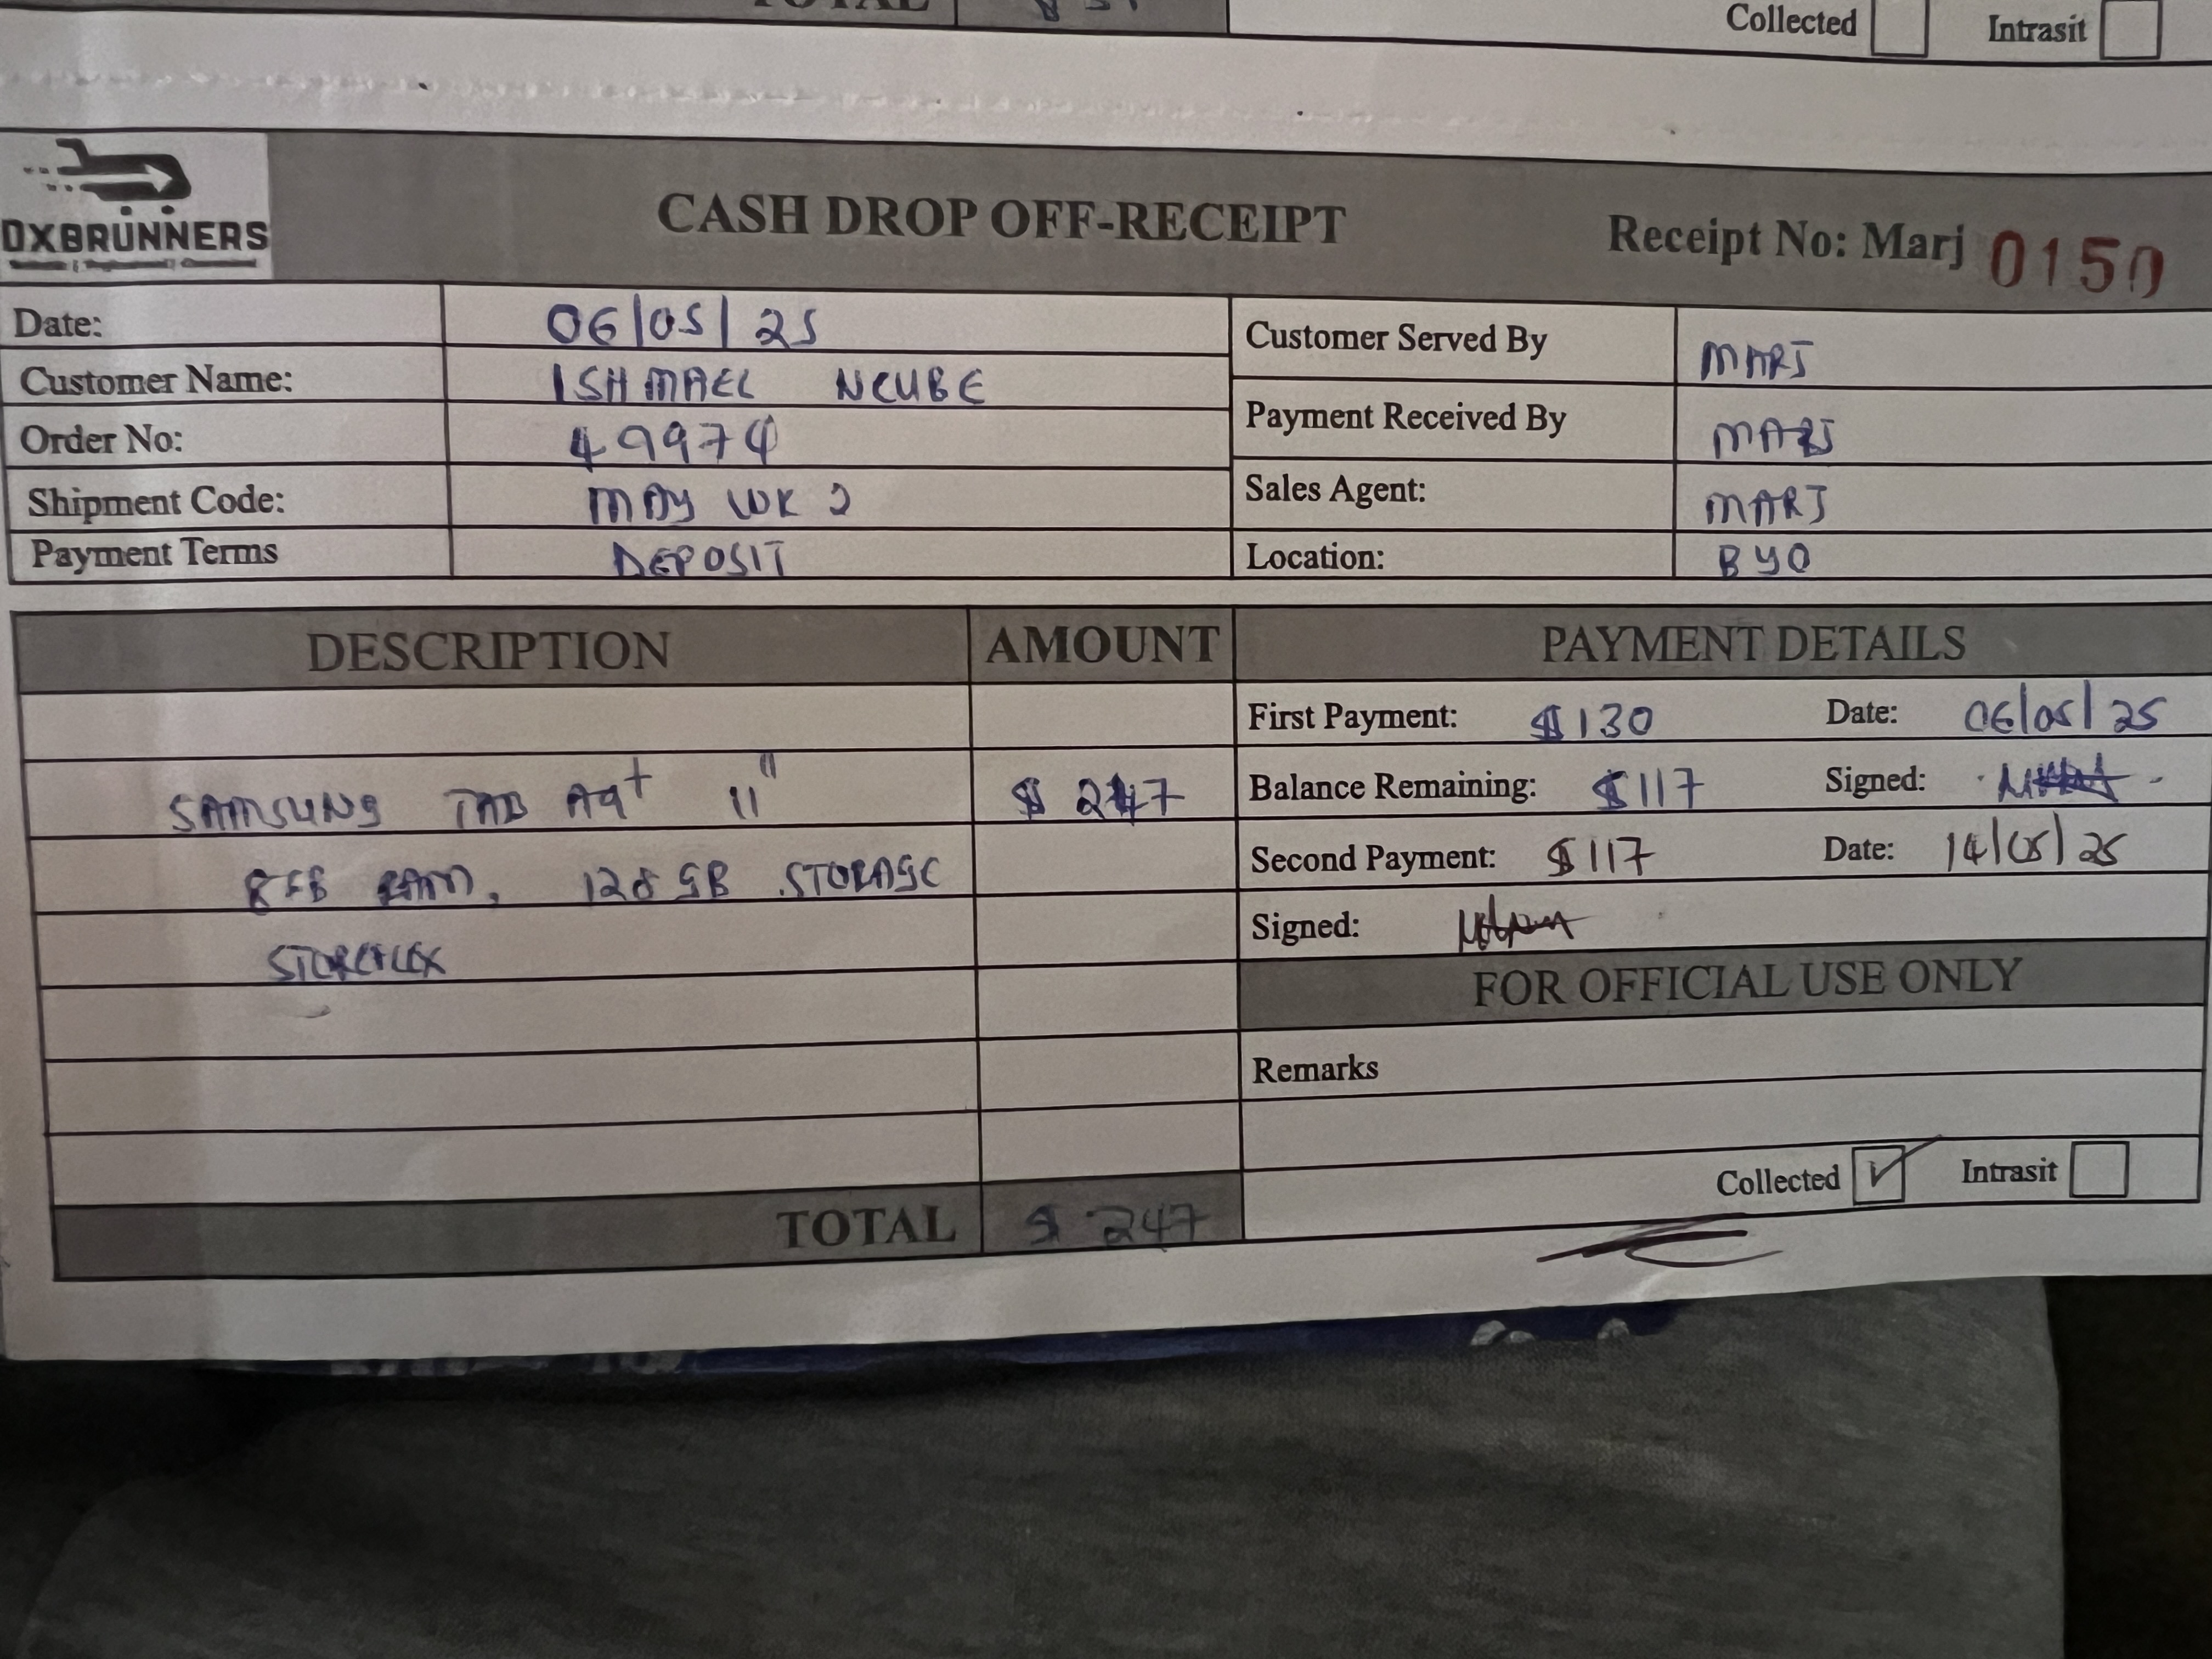 TOTAL
Collected Intrasit
OXBRUNNERS
CASH DROP OFF-RECEIPT
Receipt No: Marj 0150
Date: 06/05/25
Customer Name: ISHMAEL NCUBE
Order No: 49974
Shipment Code: MAY WK 2
Payment Terms DEPOSIT
Customer Served By MARJ
Payment Received By MARJ
Sales Agent: MARJ
Location: BYO
DESCRIPTION AMOUNT
SAMSUNG TAB A9+ 11" $ 247
8GB RAM, 128GB STORAGE
TOTAL $ 247
PAYMENT DETAILS
First Payment: $130 Date: 06/05/25
Balance Remaining: $117 Signed:
Second Payment: $117 Date: 14/05/25
Signed:
FOR OFFICIAL USE ONLY
Remarks
Collected Intrasit